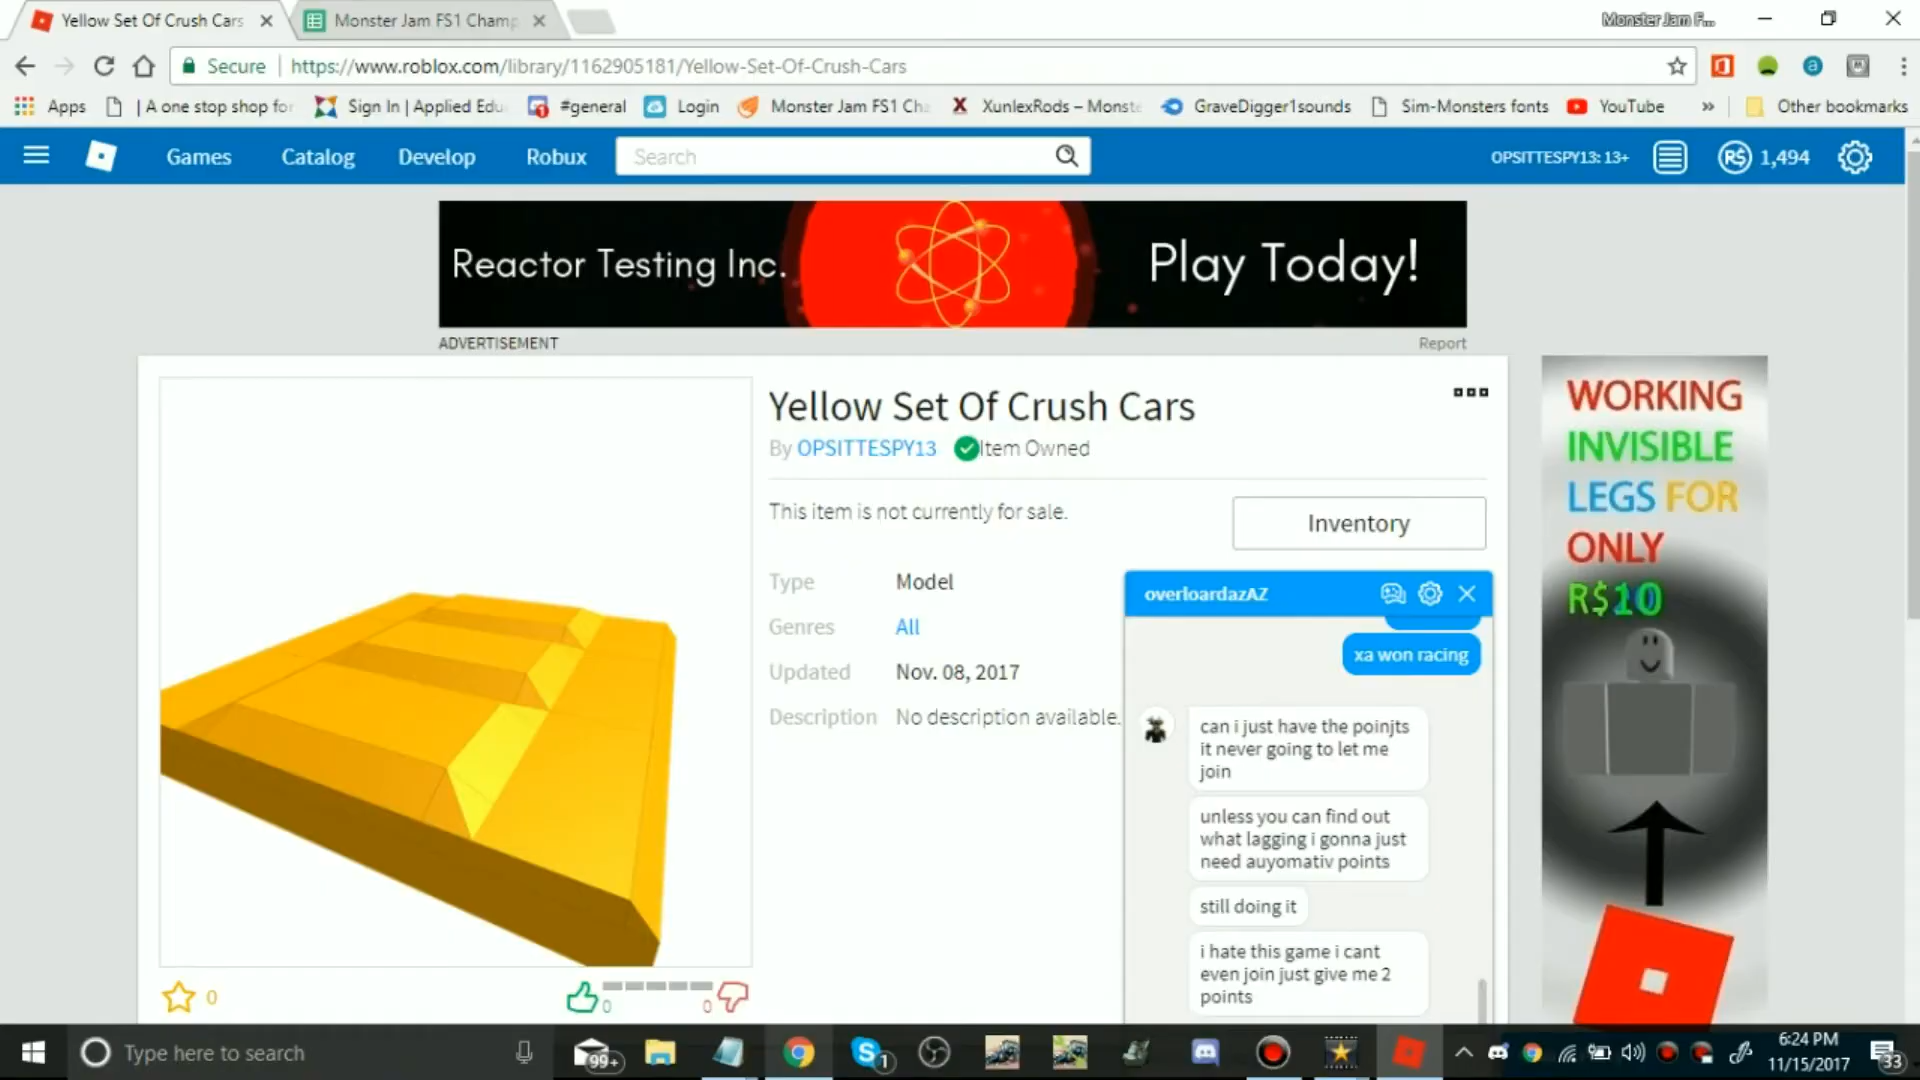 Yellow Set Of Crush Cars
Monster Jam FS1 Champ
Monster Jam F...
Secure
https://www.roblox.com/library/1162905181/Yellow-Set-Of-Crush-Cars
Apps
| A one stop shop for
Sign In | Applied Edu
#general
Login
Monster Jam FS1 Cha
XunlexRods – Monste
GraveDigger1sounds
Sim-Monsters fonts
YouTube
»
Other bookmarks
Games
Catalog
Develop
Robux
Search
OPSITTESPY13: 13+
R$ 1,494
Reactor Testing Inc.
Play Today!
ADVERTISEMENT
Report
Yellow Set Of Crush Cars
By OPSITTESPY13
Item Owned
This item is not currently for sale.
Inventory
Type
Model
Genres
All
Updated
Nov. 08, 2017
Description
No description available.
0
0
0
overloardazAZ
xa won racing
can i just have the poinjts
it never going to let me
join
unless you can find out
what lagging i gonna just
need auyomativ points
still doing it
i hate this game i cant
even join just give me 2
points
WORKING
INVISIBLE
LEGS FOR
ONLY
R$10
Type here to search
99+
1
6:24 PM
11/15/2017
33